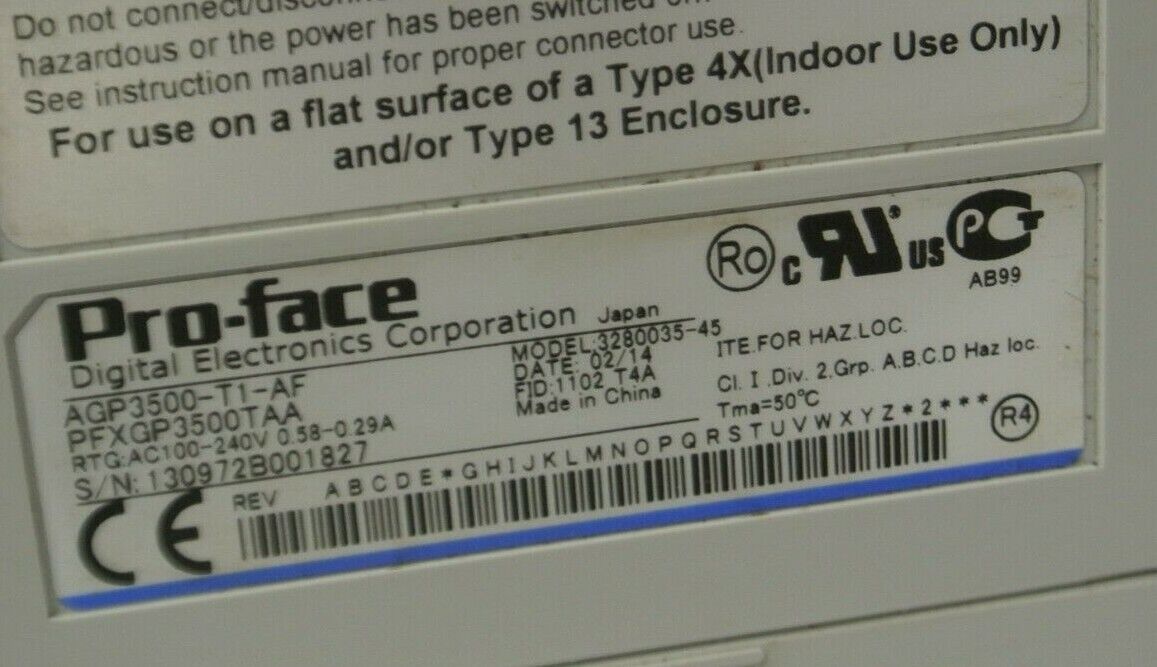 Do not
hazardous or the power has been switched
See instruction manual for proper connector use.
For use on a flat surface of a Type 4X(Indoor Use Only)
and/or Type 13 Enclosure.
Pro-face
Digital Electronics Corporation Japan
AGP3500-T1-AF
PFXGP3500TAA
RTG:AC100-240V 0.58-0.29A
S/N:130972B001827
MODEL:3280035-45
DATE: 02/14
FID:1102 T4A
Made in China
Ro c RU ® US PCT
AB99
ITE.FOR HAZ.LOC.
Cl. I .Div. 2.Grp. A.B.C.D Haz loc.
Tma=50°C
R4
CE
REV A B C D E * G H I J K L M N O P Q R S T U V W X Y Z * 2 * * *